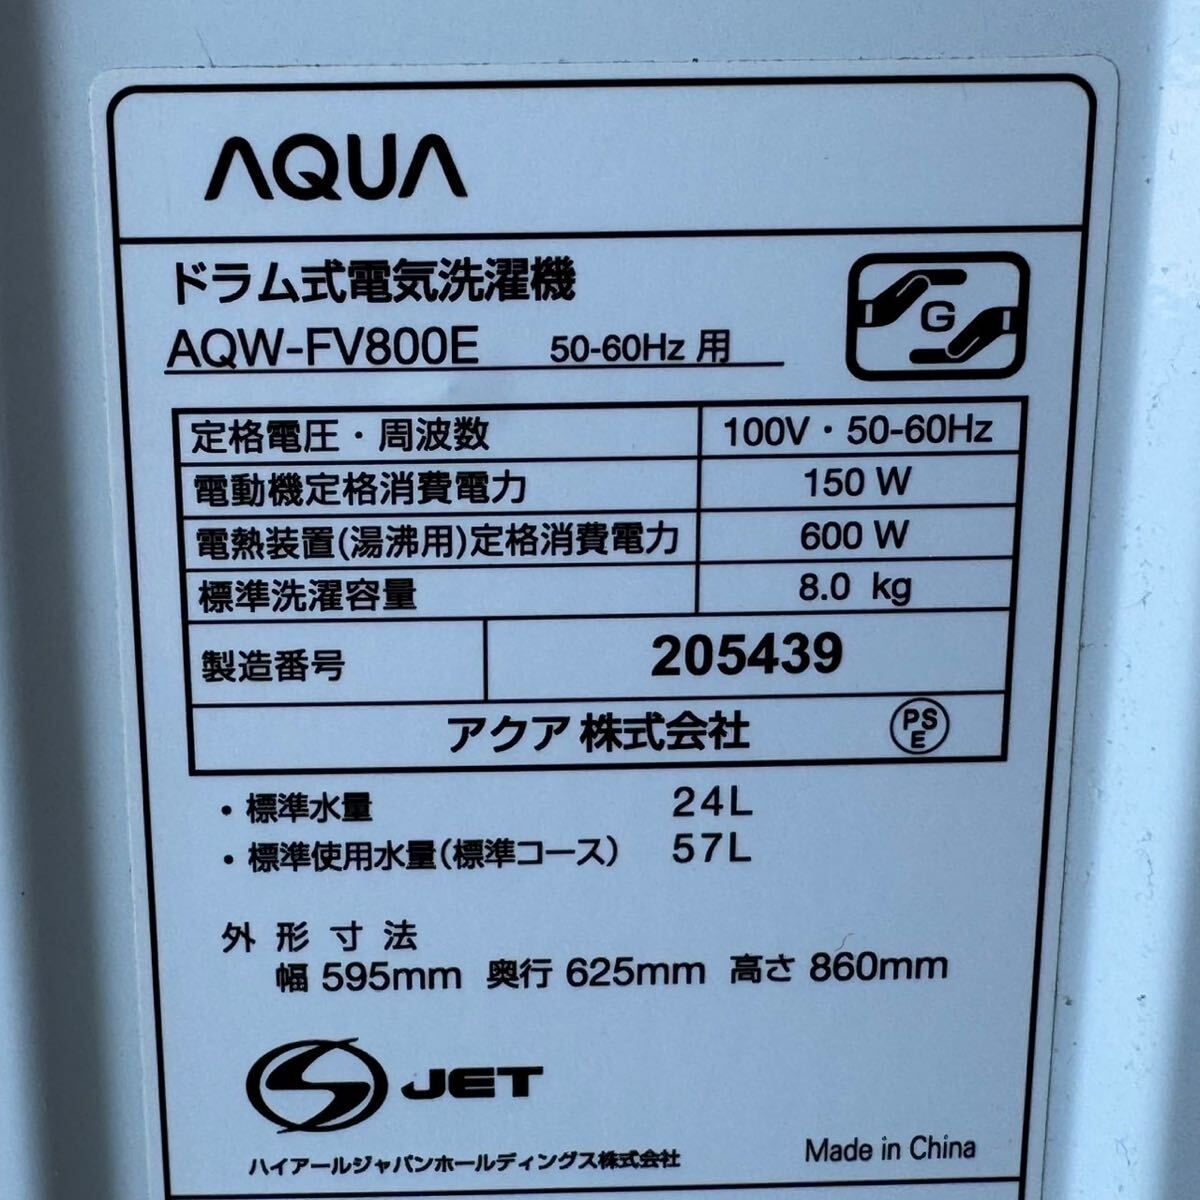 AQUA
ドラム式電気洗濯機
AQW-FV800E 50-60Hz 用
G
定格電圧・周波数 100V・50-60Hz
電動機定格消費電力 150 W
電熱装置(湯沸用)定格消費電力 600 W
標準洗濯容量 8.0 kg
製造番号 205439
アクア 株式会社 PSE
・標準水量 24L
・標準使用水量(標準コース) 57L
外形寸法
幅 595mm 奥行 625mm 高さ 860mm
S JET
ハイアールジャパンホールディングス株式会社 Made in China